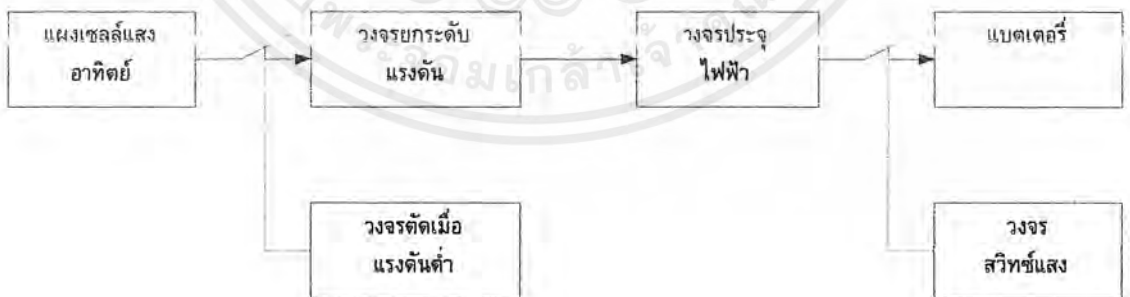 แผงเซลล์แสง
อาทิตย์
วงจรยกระดับ
แรงดัน
วงจรประจุ
ไฟฟ้า
แบตเตอรี่
วงจรตัดเมื่อ
แรงดันต่ำ
วงจร
สวิทซ์แสง